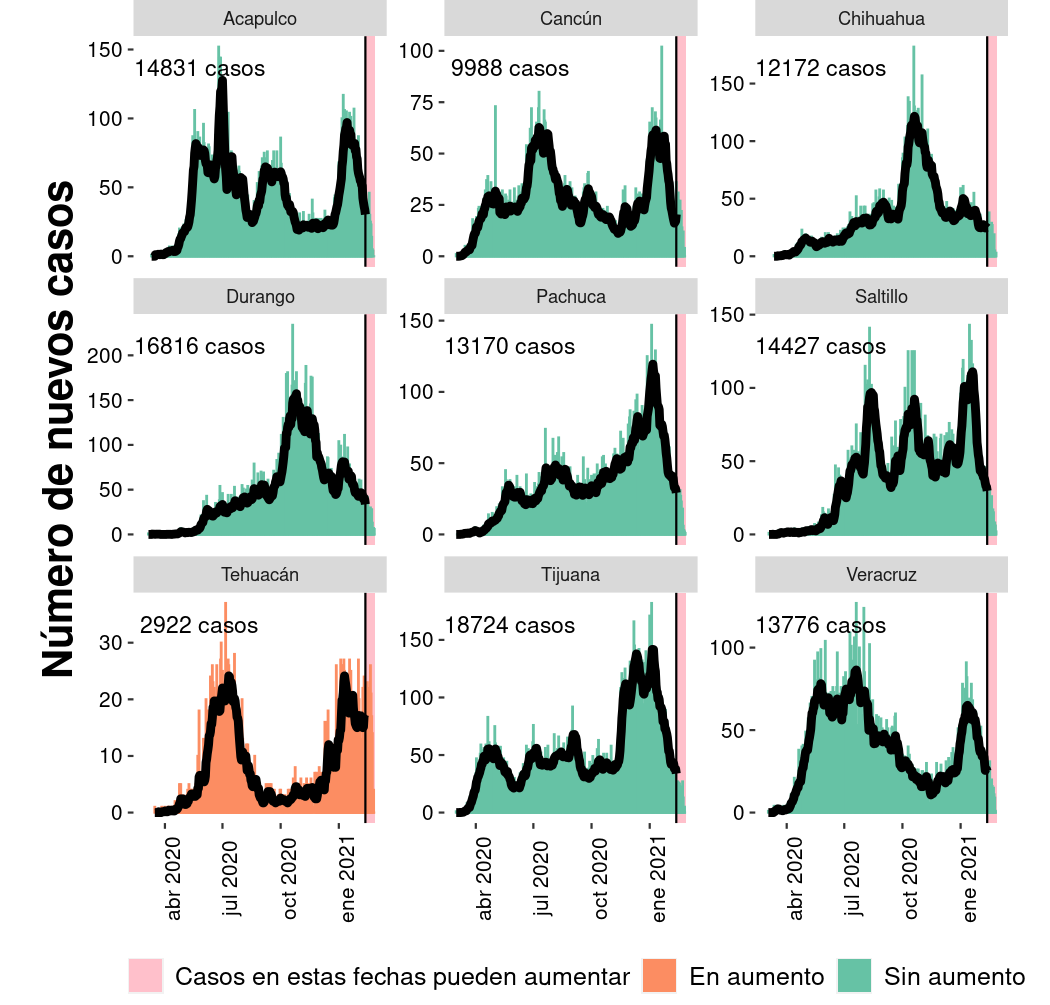 Número de nuevos casos
Acapulco
Cancún
Chihuahua
14831 casos
9988 casos
12172 casos
150
100
50
0
100
75
50
25
0
150
100
50
0
Durango
Pachuca
Saltillo
16816 casos
13170 casos
14427 casos
200
150
100
50
0
150
100
50
0
150
100
50
0
Tehuacán
Tijuana
Veracruz
2922 casos
18724 casos
13776 casos
30
20
10
0
150
100
50
0
100
50
0
abr 2020
jul 2020
oct 2020
ene 2021
abr 2020
jul 2020
oct 2020
ene 2021
abr 2020
jul 2020
oct 2020
ene 2021
Casos en estas fechas pueden aumentar
En aumento
Sin aumento